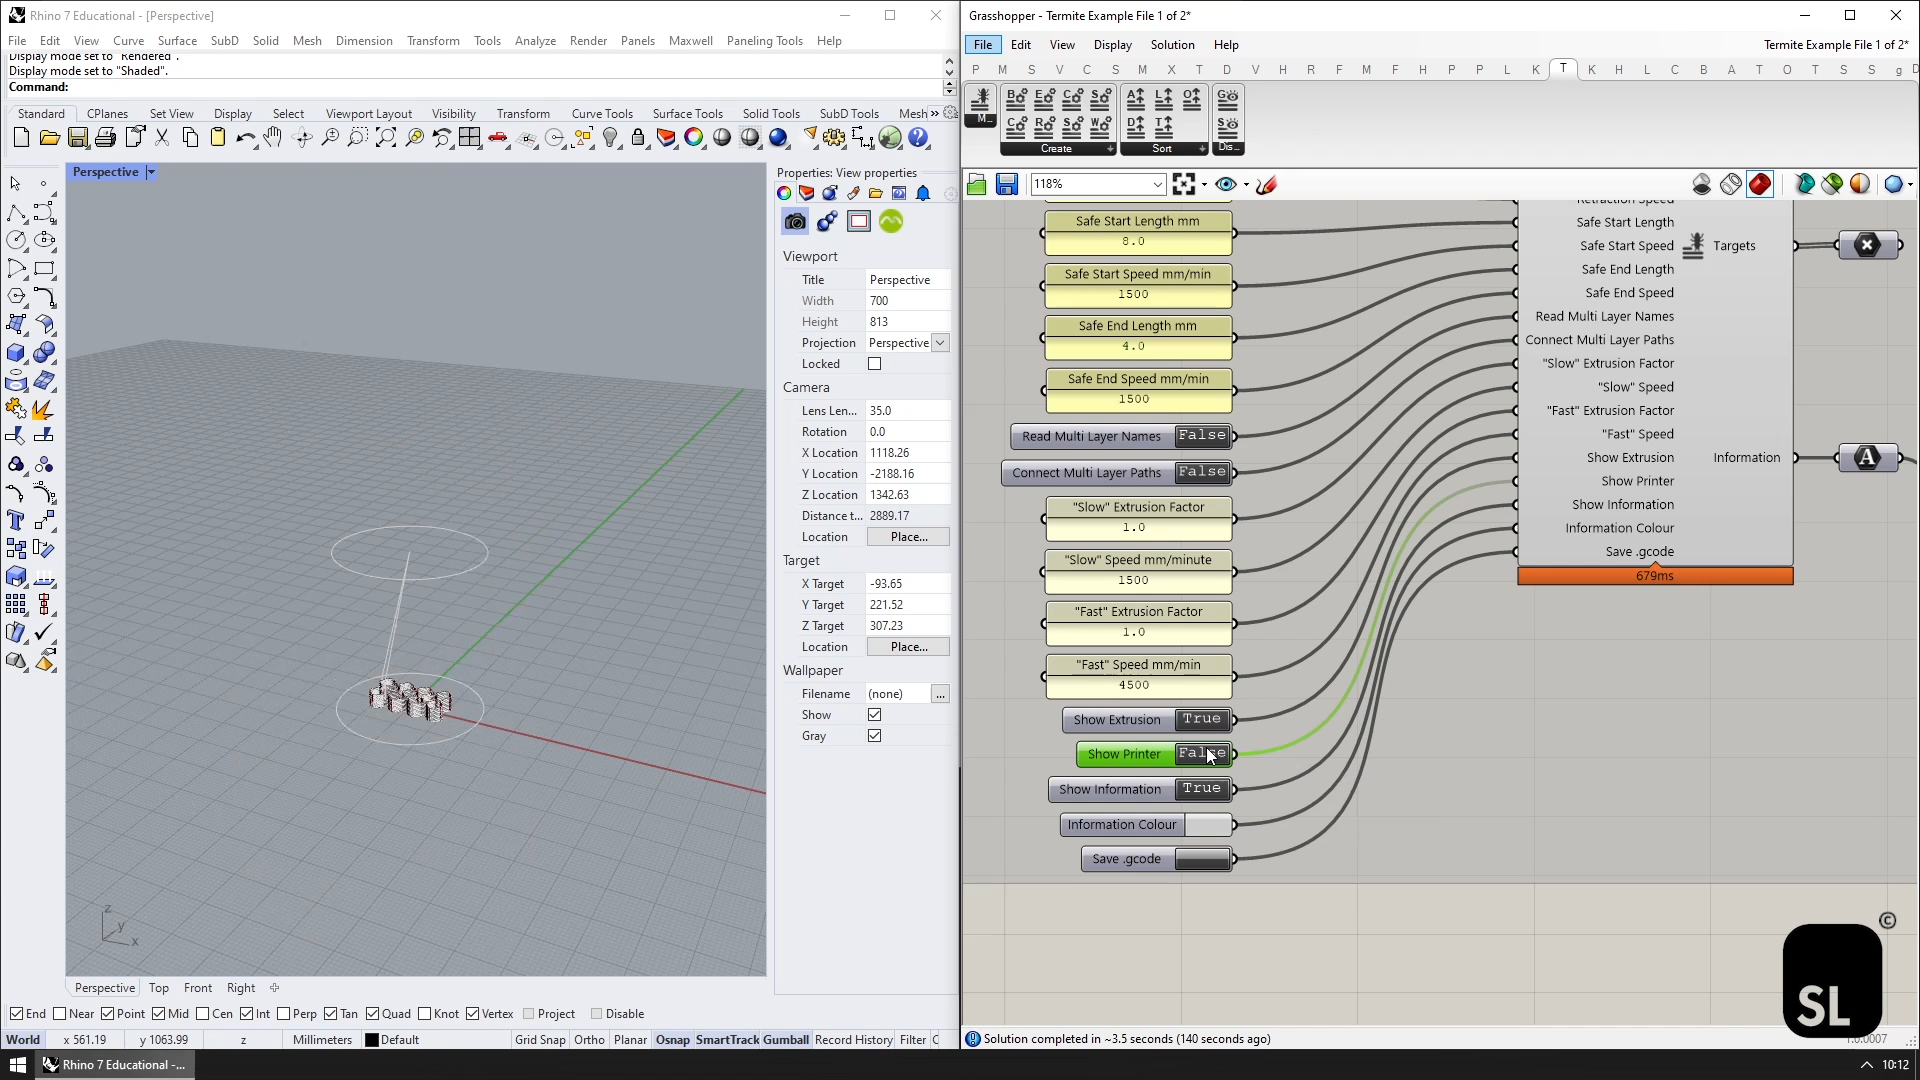 Rhino 7 Educational - [Perspective]
File Edit View Curve Surface SubD Solid Mesh Dimension Transform Tools Analyze Render Panels Maxwell Paneling Tools Help
Display mode set to "Rendered".
Display mode set to "Shaded".
Command:
Standard CPlanes Set View Display Select Viewport Layout Visibility Transform Curve Tools Surface Tools Solid Tools SubD Tools Mesh »
Perspective
Properties: View properties
Viewport
Title Perspective
Width 700
Height 813
Projection Perspective
Locked
Camera
Lens Len... 35.0
Rotation 0.0
X Location 1118.26
Y Location -2188.16
Z Location 1342.63
Distance t... 2889.17
Location Place...
Target
X Target -93.65
Y Target 221.52
Z Target 307.23
Location Place...
Wallpaper
Filename (none) ...
Show
Gray
z
y
x
Perspective Top Front Right
End Near Point Mid Cen Int Perp Tan Quad Knot Vertex Project Disable
World x 561.19 y 1063.99 z Millimeters Default Grid Snap Ortho Planar Osnap SmartTrack Gumball Record History Filter C
Rhino 7 Educational -...
Grasshopper - Termite Example File 1 of 2*
File Edit View Display Solution Help Termite Example File 1 of 2*
P M S V C S M X T D V H R F M F H P P L K T K H L C B A T O T S S g D
M... Create Sort Dis...
118%
Safe Start Length mm
8.0
Safe Start Speed mm/min
1500
Safe End Length mm
4.0
Safe End Speed mm/min
1500
Read Multi Layer Names False
Connect Multi Layer Paths False
"Slow" Extrusion Factor
1.0
"Slow" Speed mm/minute
1500
"Fast" Extrusion Factor
1.0
"Fast" Speed mm/min
4500
Show Extrusion True
Show Printer False
Show Information True
Information Colour
Save .gcode
Retraction Speed
Safe Start Length
Safe Start Speed
Safe End Length
Safe End Speed
Read Multi Layer Names
Connect Multi Layer Paths
"Slow" Extrusion Factor
"Slow" Speed
"Fast" Extrusion Factor
"Fast" Speed
Show Extrusion
Show Printer
Show Information
Information Colour
Save .gcode
Targets
Information
679ms
A
©
SL
Solution completed in ~3.5 seconds (140 seconds ago)
1.0.0007
10:12